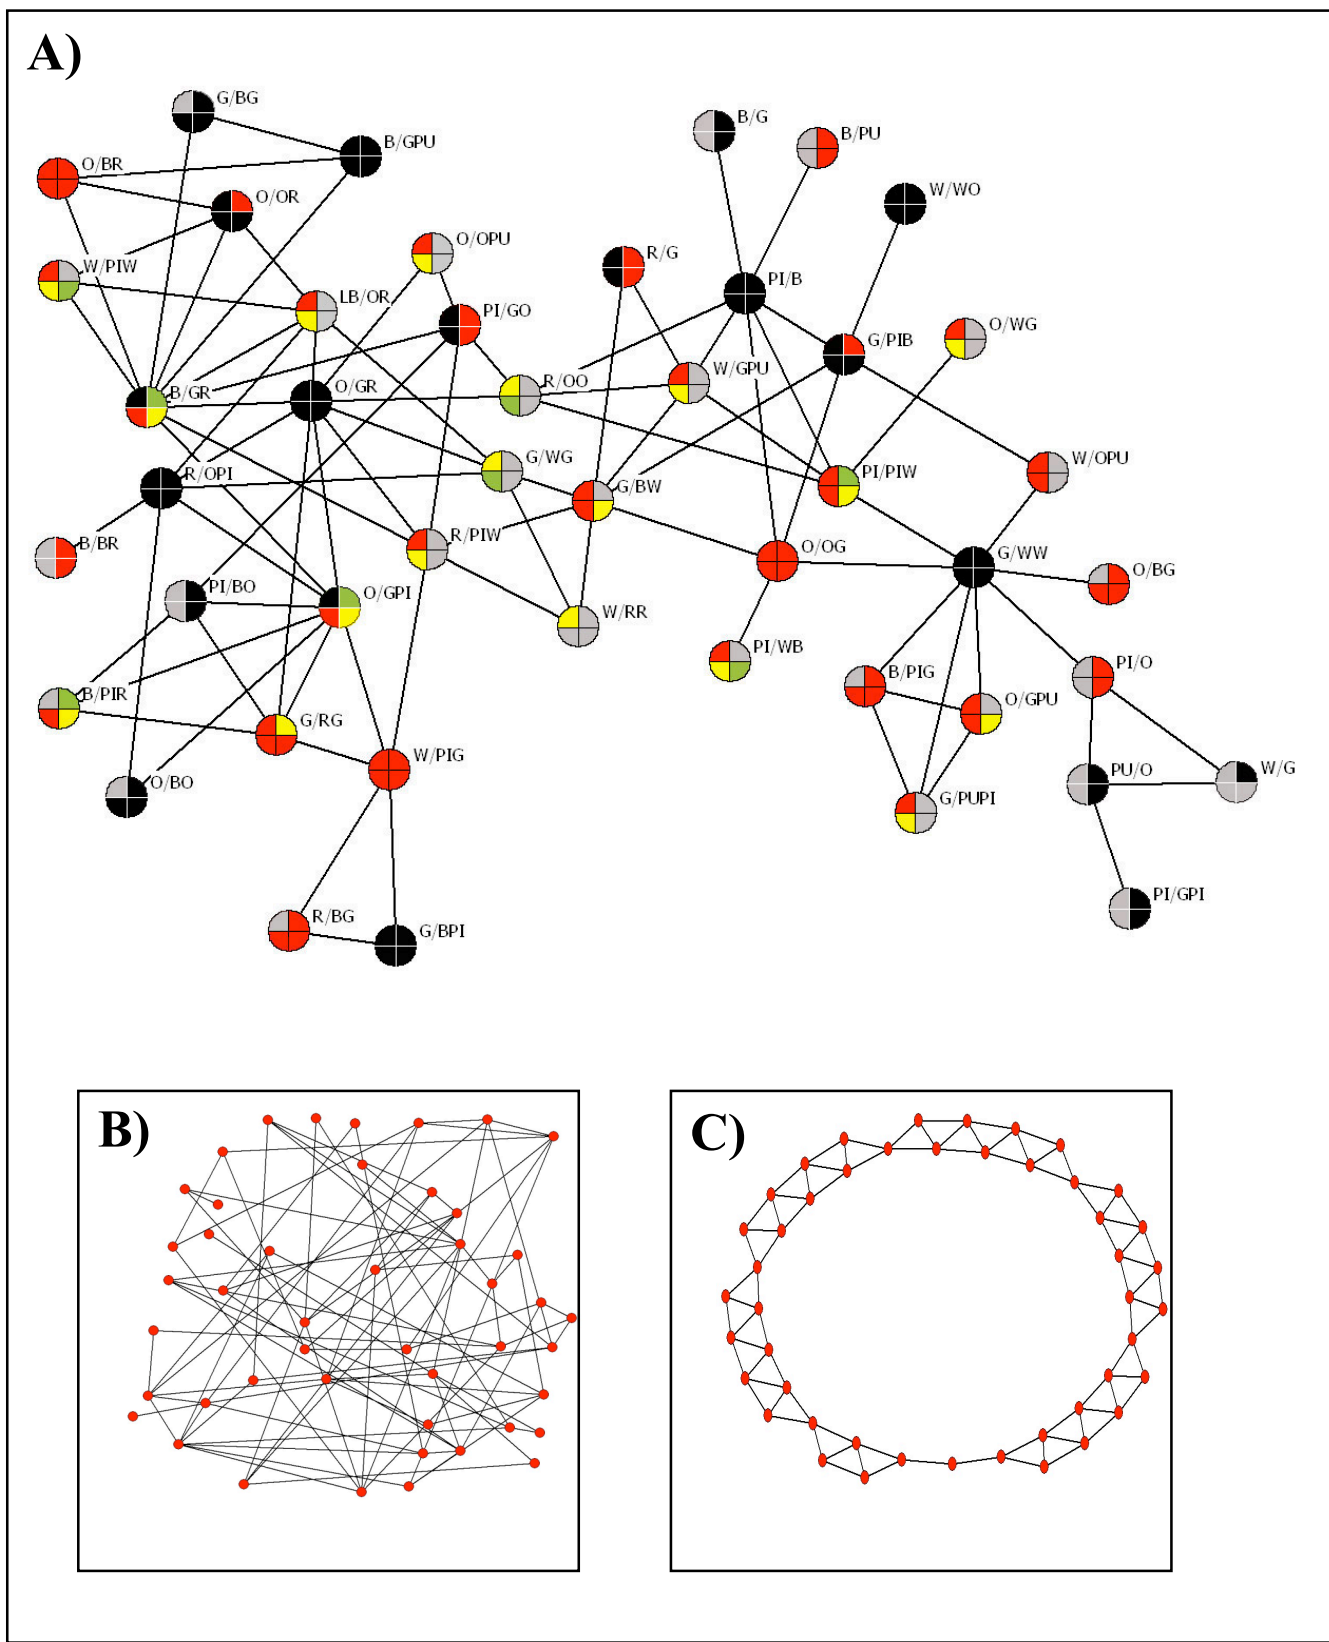 A)
G/BG
B/GPU
O/BR
O/OR
W/PIW
LB/OR
O/OPU
PI/GO
B/G
B/PU
W/WO
R/G
PI/B
G/PIB
O/WG
W/GPU
B/GR
O/GR
R/OO
R/OPI
G/WG
G/BW
PI/PIW
W/OPU
B/BR
R/PIW
O/OG
G/WW
O/BG
PI/BO
O/GPI
W/RR
PI/WB
B/PIG
O/GPU
PI/O
B/PIR
G/RG
W/PIG
O/BO
G/PUPI
PU/O
W/G
R/BG
G/BPI
PI/GPI
B)
C)